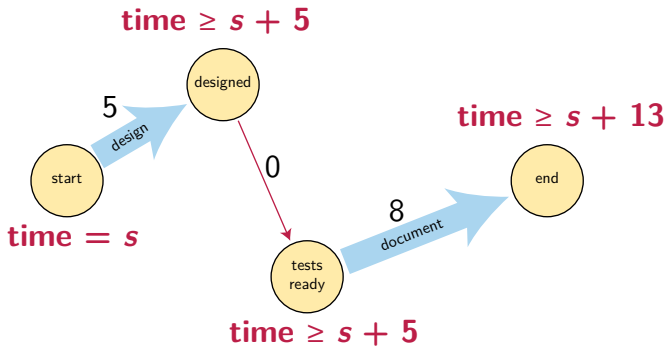 time ≥ s + 5
designed
5
design
time ≥ s + 13
0
start
end
time = s
8
document
tests
ready
time ≥ s + 5